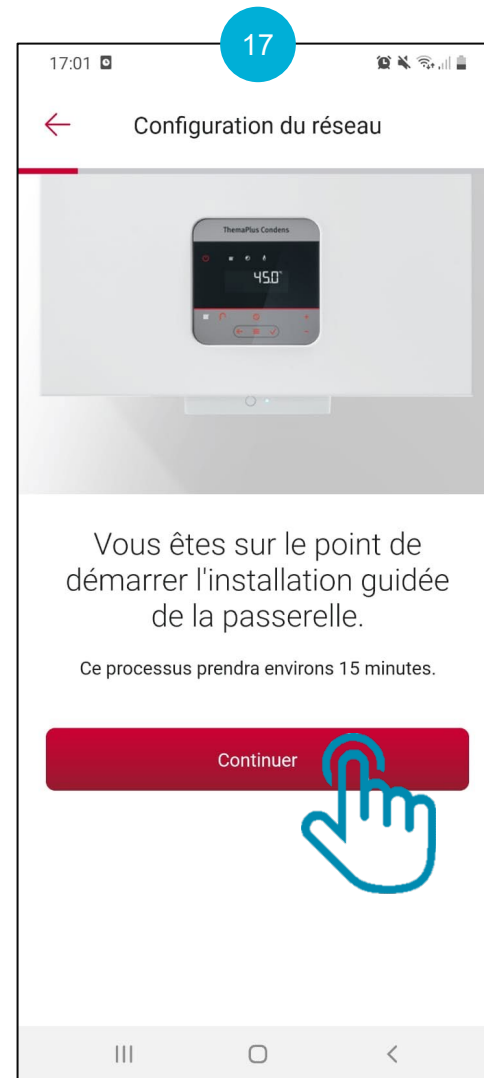 17
17:01
Configuration du réseau
ThemaPlus Condens
45.0°
Vous êtes sur le point de
démarrer l'installation guidée
de la passerelle.
Ce processus prendra environs 15 minutes.
Continuer